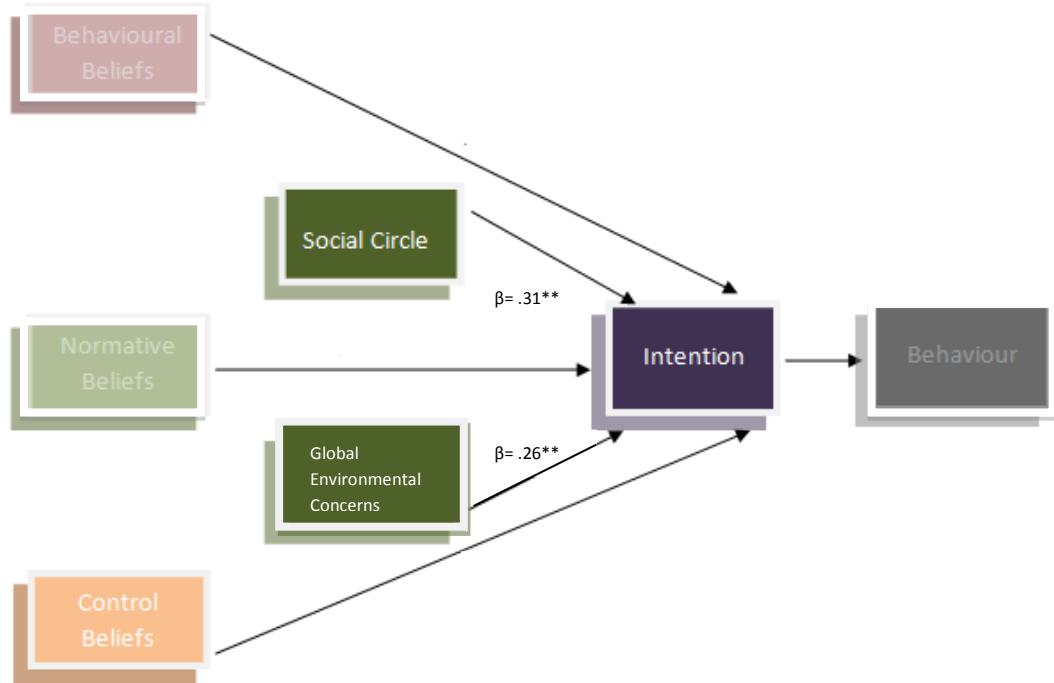 Behavioural
Beliefs
Social Circle
β= .31**
Normative
Beliefs
Intention
Behaviour
Global
Environmental
Concerns
β= .26**
Control
Beliefs